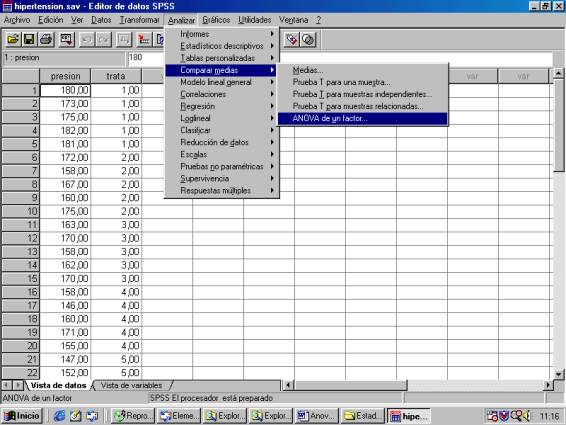 hipertension.sav - Editor de datos SPSS
Archivo Edición Ver Datos Transformar Analizar Gráficos Utilidades Ventana ?
1 : presion 180
Informes
Estadísticos descriptivos
Tablas personalizadas
Comparar medias
Modelo lineal general
Correlaciones
Regresión
Loglineal
Clasificar
Reducción de datos
Escalas
Pruebas no paramétricas
Supervivencia
Respuestas múltiples
Medias...
Prueba T para una muestra...
Prueba T para muestras independientes...
Prueba T para muestras relacionadas...
ANOVA de un factor...
presion trata var var
1 180,00 1,00
2 173,00 1,00
3 175,00 1,00
4 182,00 1,00
5 181,00 1,00
6 172,00 2,00
7 158,00 2,00
8 167,00 2,00
9 160,00 2,00
10 175,00 2,00
11 163,00 3,00
12 170,00 3,00
13 158,00 3,00
14 162,00 3,00
15 170,00 3,00
16 158,00 4,00
17 146,00 4,00
18 160,00 4,00
19 171,00 4,00
20 155,00 4,00
21 147,00 5,00
22 152,00 5,00
Vista de datos Vista de variables
ANOVA de un factor SPSS El procesador está preparado
Inicio Repro... Eleme... Explor... Explor... Anov... Estad... hipe... 11:16